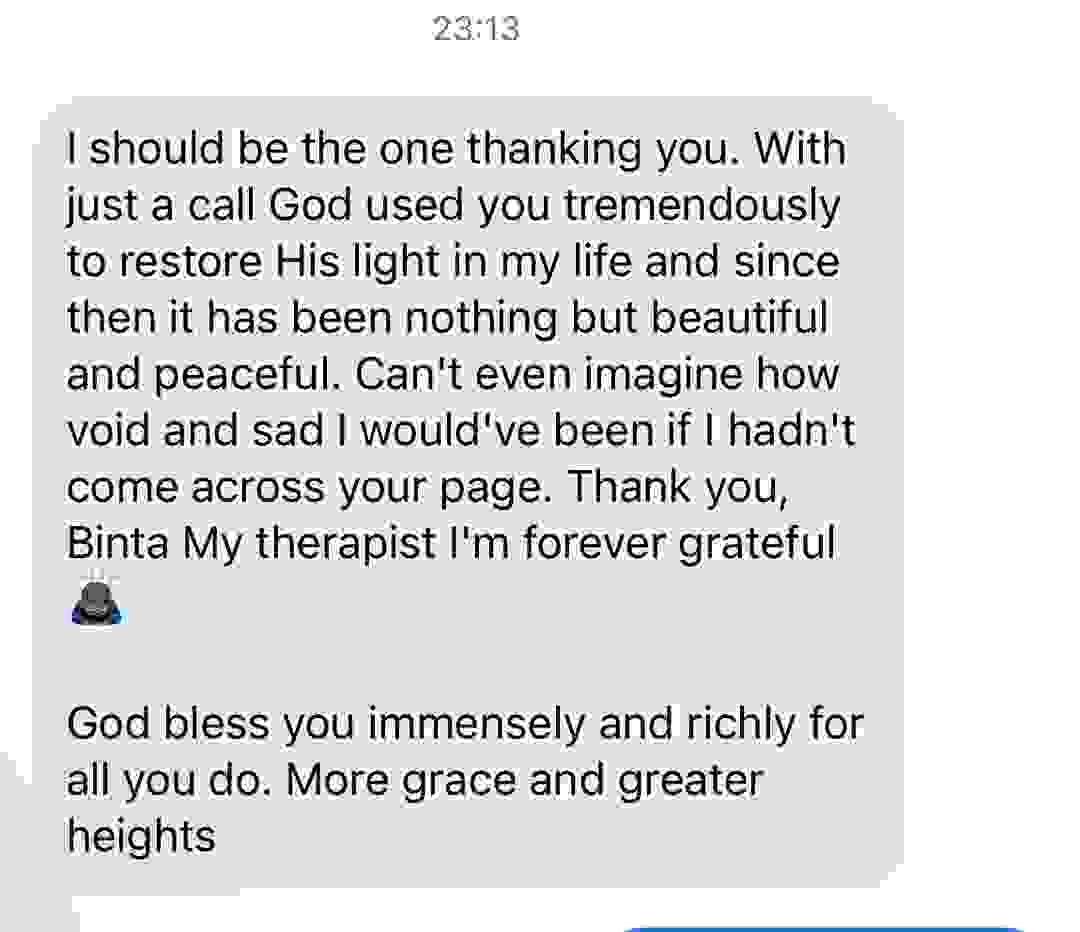 23:13
I should be the one thanking you. With
just a call God used you tremendously
to restore His light in my life and since
then it has been nothing but beautiful
and peaceful. Can't even imagine how
void and sad I would've been if I hadn't
come across your page. Thank you,
Binta My therapist I'm forever grateful
God bless you immensely and richly for
all you do. More grace and greater
heights